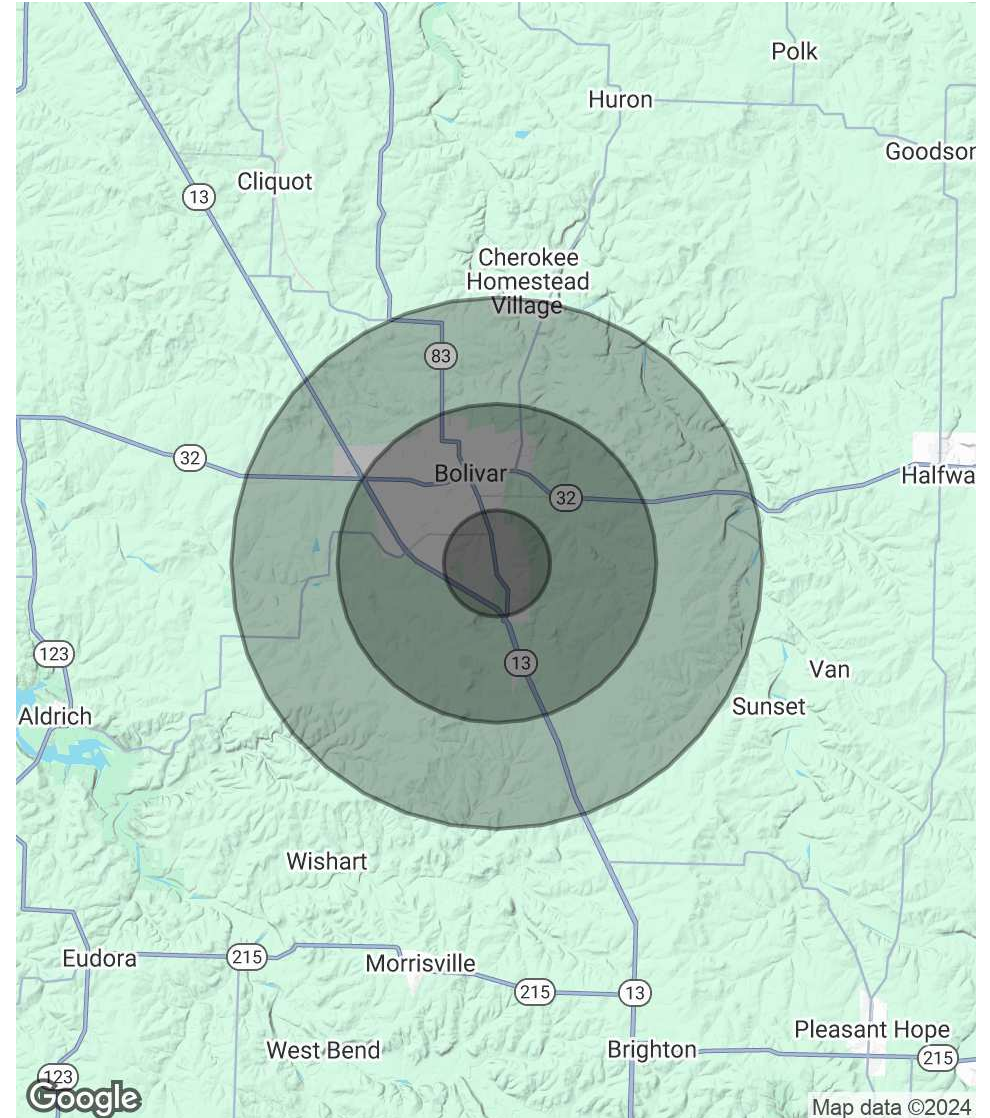 Polk
Huron
Goodson
Cliquot
13
Cherokee
Homestead
Village
83
32
Bolivar
32
Halfwa
123
13
Van
Aldrich
Sunset
Wishart
Eudora
215
Morrisville
215
13
West Bend
Brighton
Pleasant Hope
215
123
Google
Map data ©2024